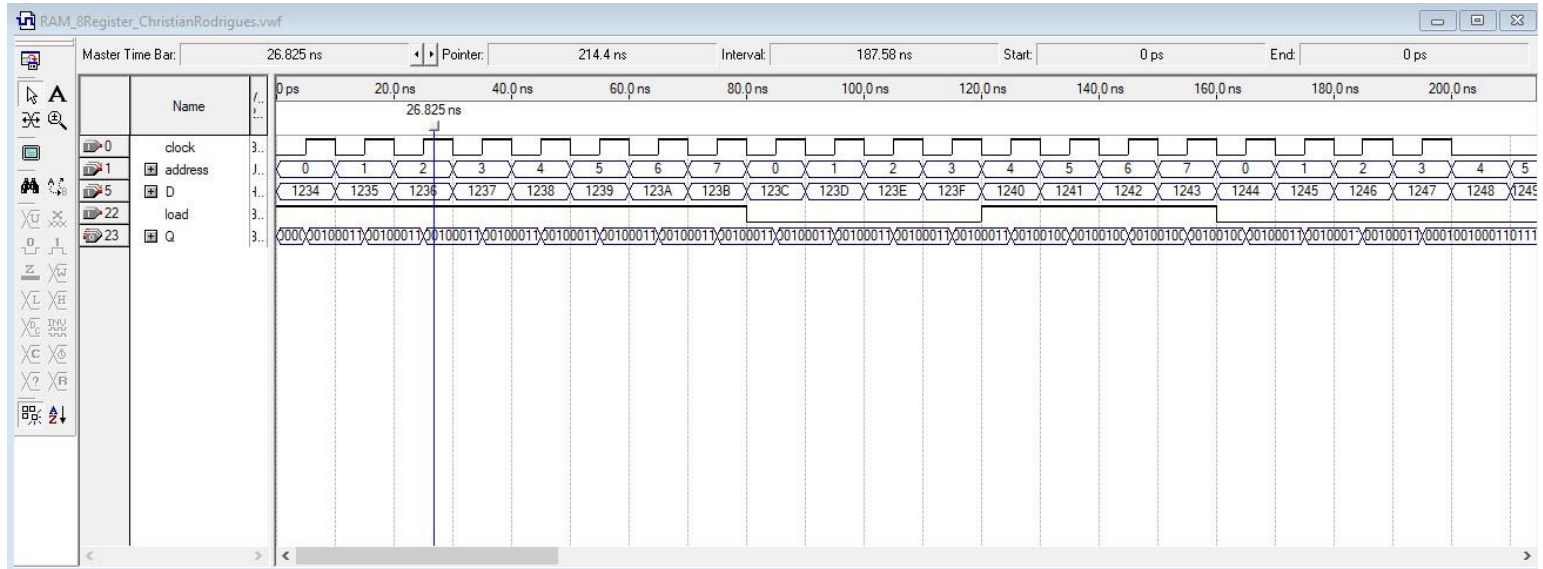 RAM_8Register_ChristianRodrigues.vwf
Master Time Bar: 26.825 ns Pointer: 214.4 ns Interval: 187.58 ns Start: 0 ps End: 0 ps
Name
0 ps 20.0 ns 40.0 ns 60.0 ns 80.0 ns 100.0 ns 120.0 ns 140.0 ns 160.0 ns 180.0 ns 200.0 ns
26.825 ns
0 clock
1 address 0 1 2 3 4 5 6 7 0 1 2 3 4 5 6 7 0 1 2 3 4 5
5 D 1234 1235 1236 1237 1238 1239 123A 123B 123C 123D 123E 123F 1240 1241 1242 1243 1244 1245 1246 1247 1248
22 load
23 Q